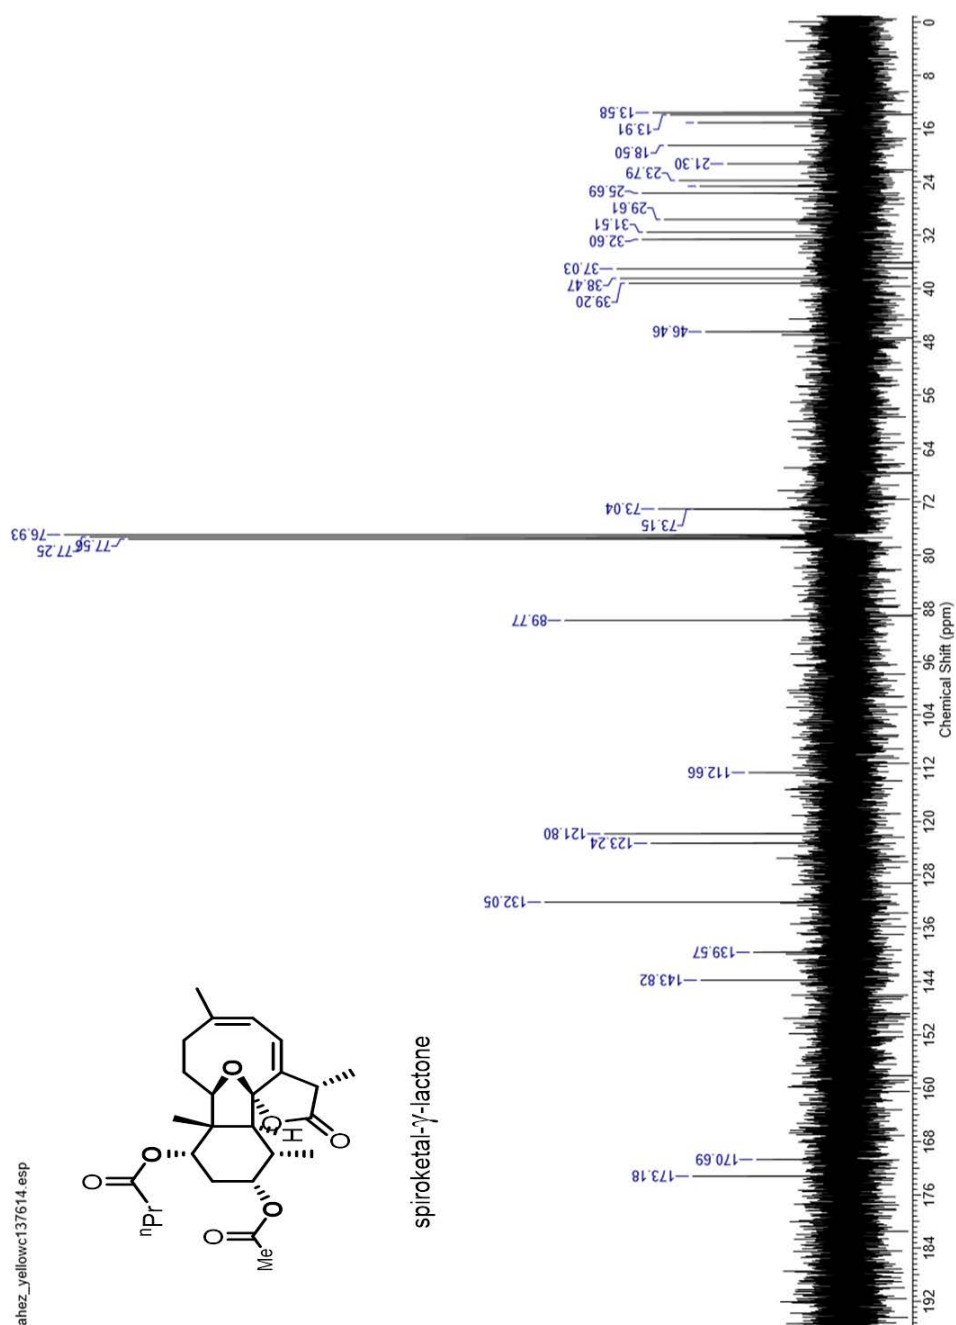 ahez_yellowc137614.esp
O
O
nPr
O
O
Me
O
O
H
O
spiroketal-γ-lactone
173.18
170.69
143.82
139.57
132.05
123.24
121.80
112.66
89.77
77.56
77.25
76.93
73.15
73.04
46.46
39.20
38.47
37.03
32.60
31.51
29.61
25.69
23.79
21.30
18.50
13.91
13.58
192 184 176 168 160 152 144 136 128 120 112 104 96 88 80 72 64 56 48 40 32 24 16 8 0
Chemical Shift (ppm)